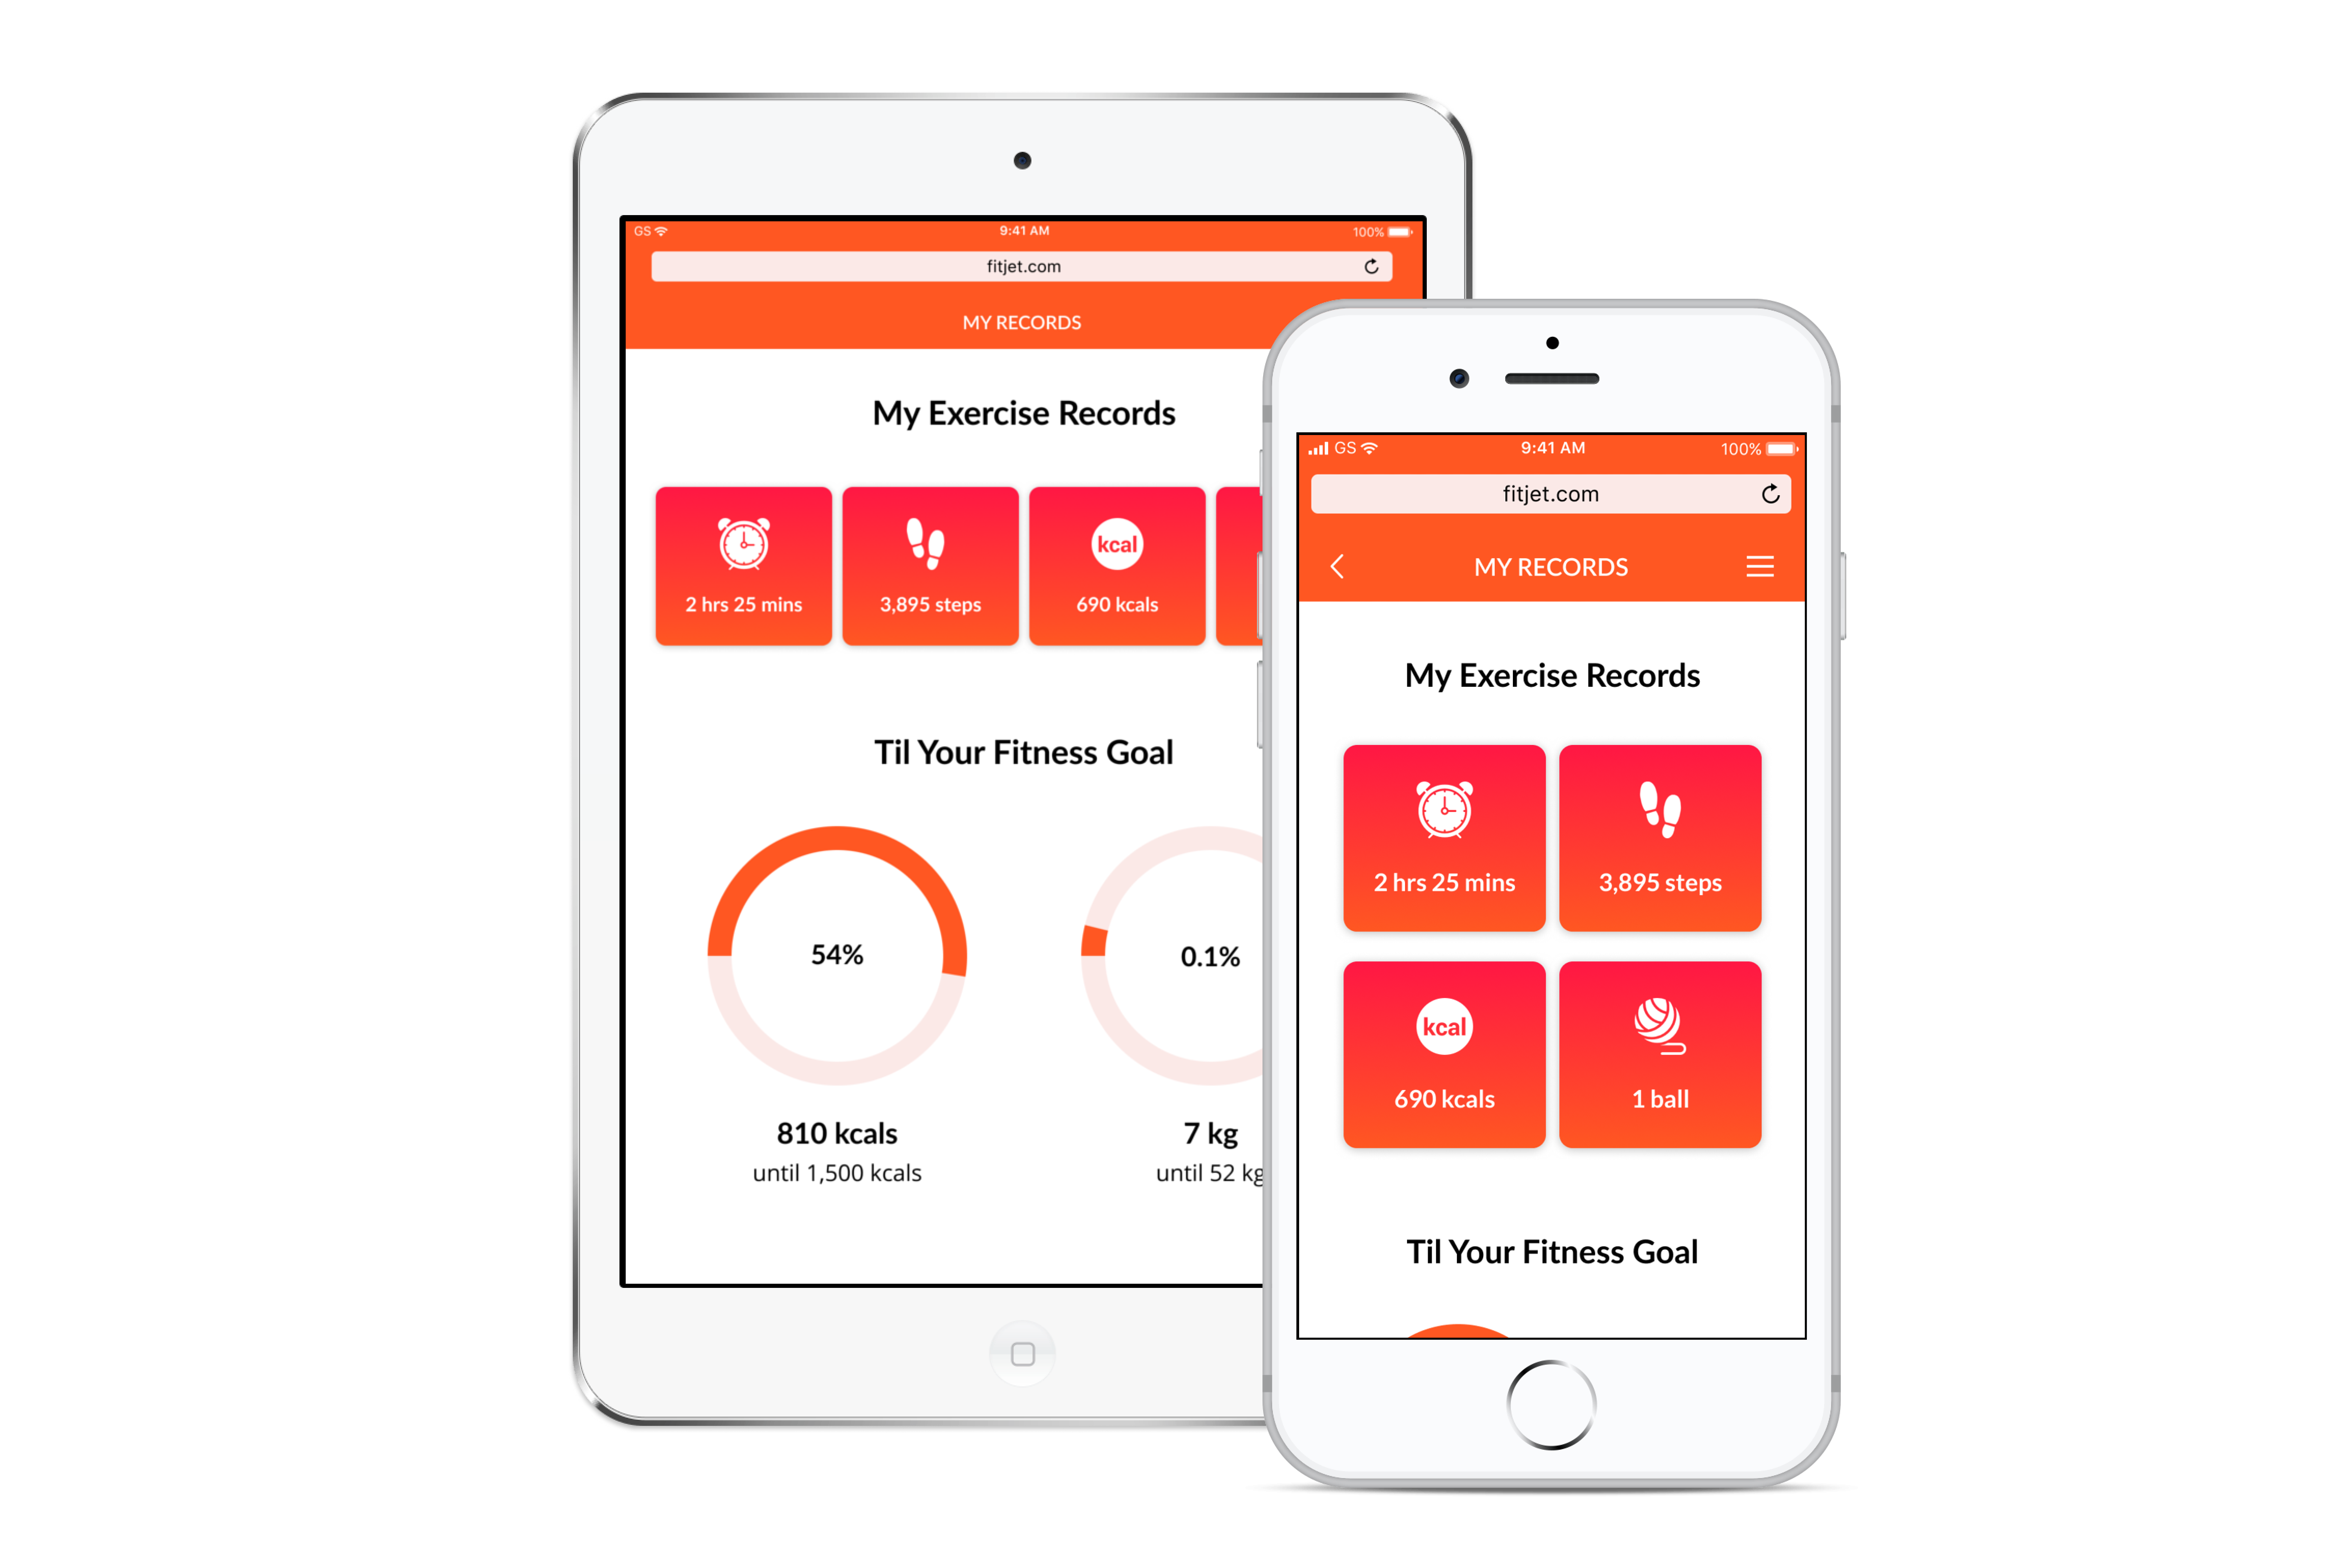 GS 9:41 AM 100%
fitjet.com
MY RECORDS
My Exercise Records
2 hrs 25 mins
3,895 steps
kcal
690 kcals
Til Your Fitness Goal
54%
810 kcals
until 1,500 kcals
0.1%
7 kg
until 52 kg
GS 9:41 AM 100%
fitjet.com
MY RECORDS
My Exercise Records
2 hrs 25 mins
3,895 steps
kcal
690 kcals
1 ball
Til Your Fitness Goal